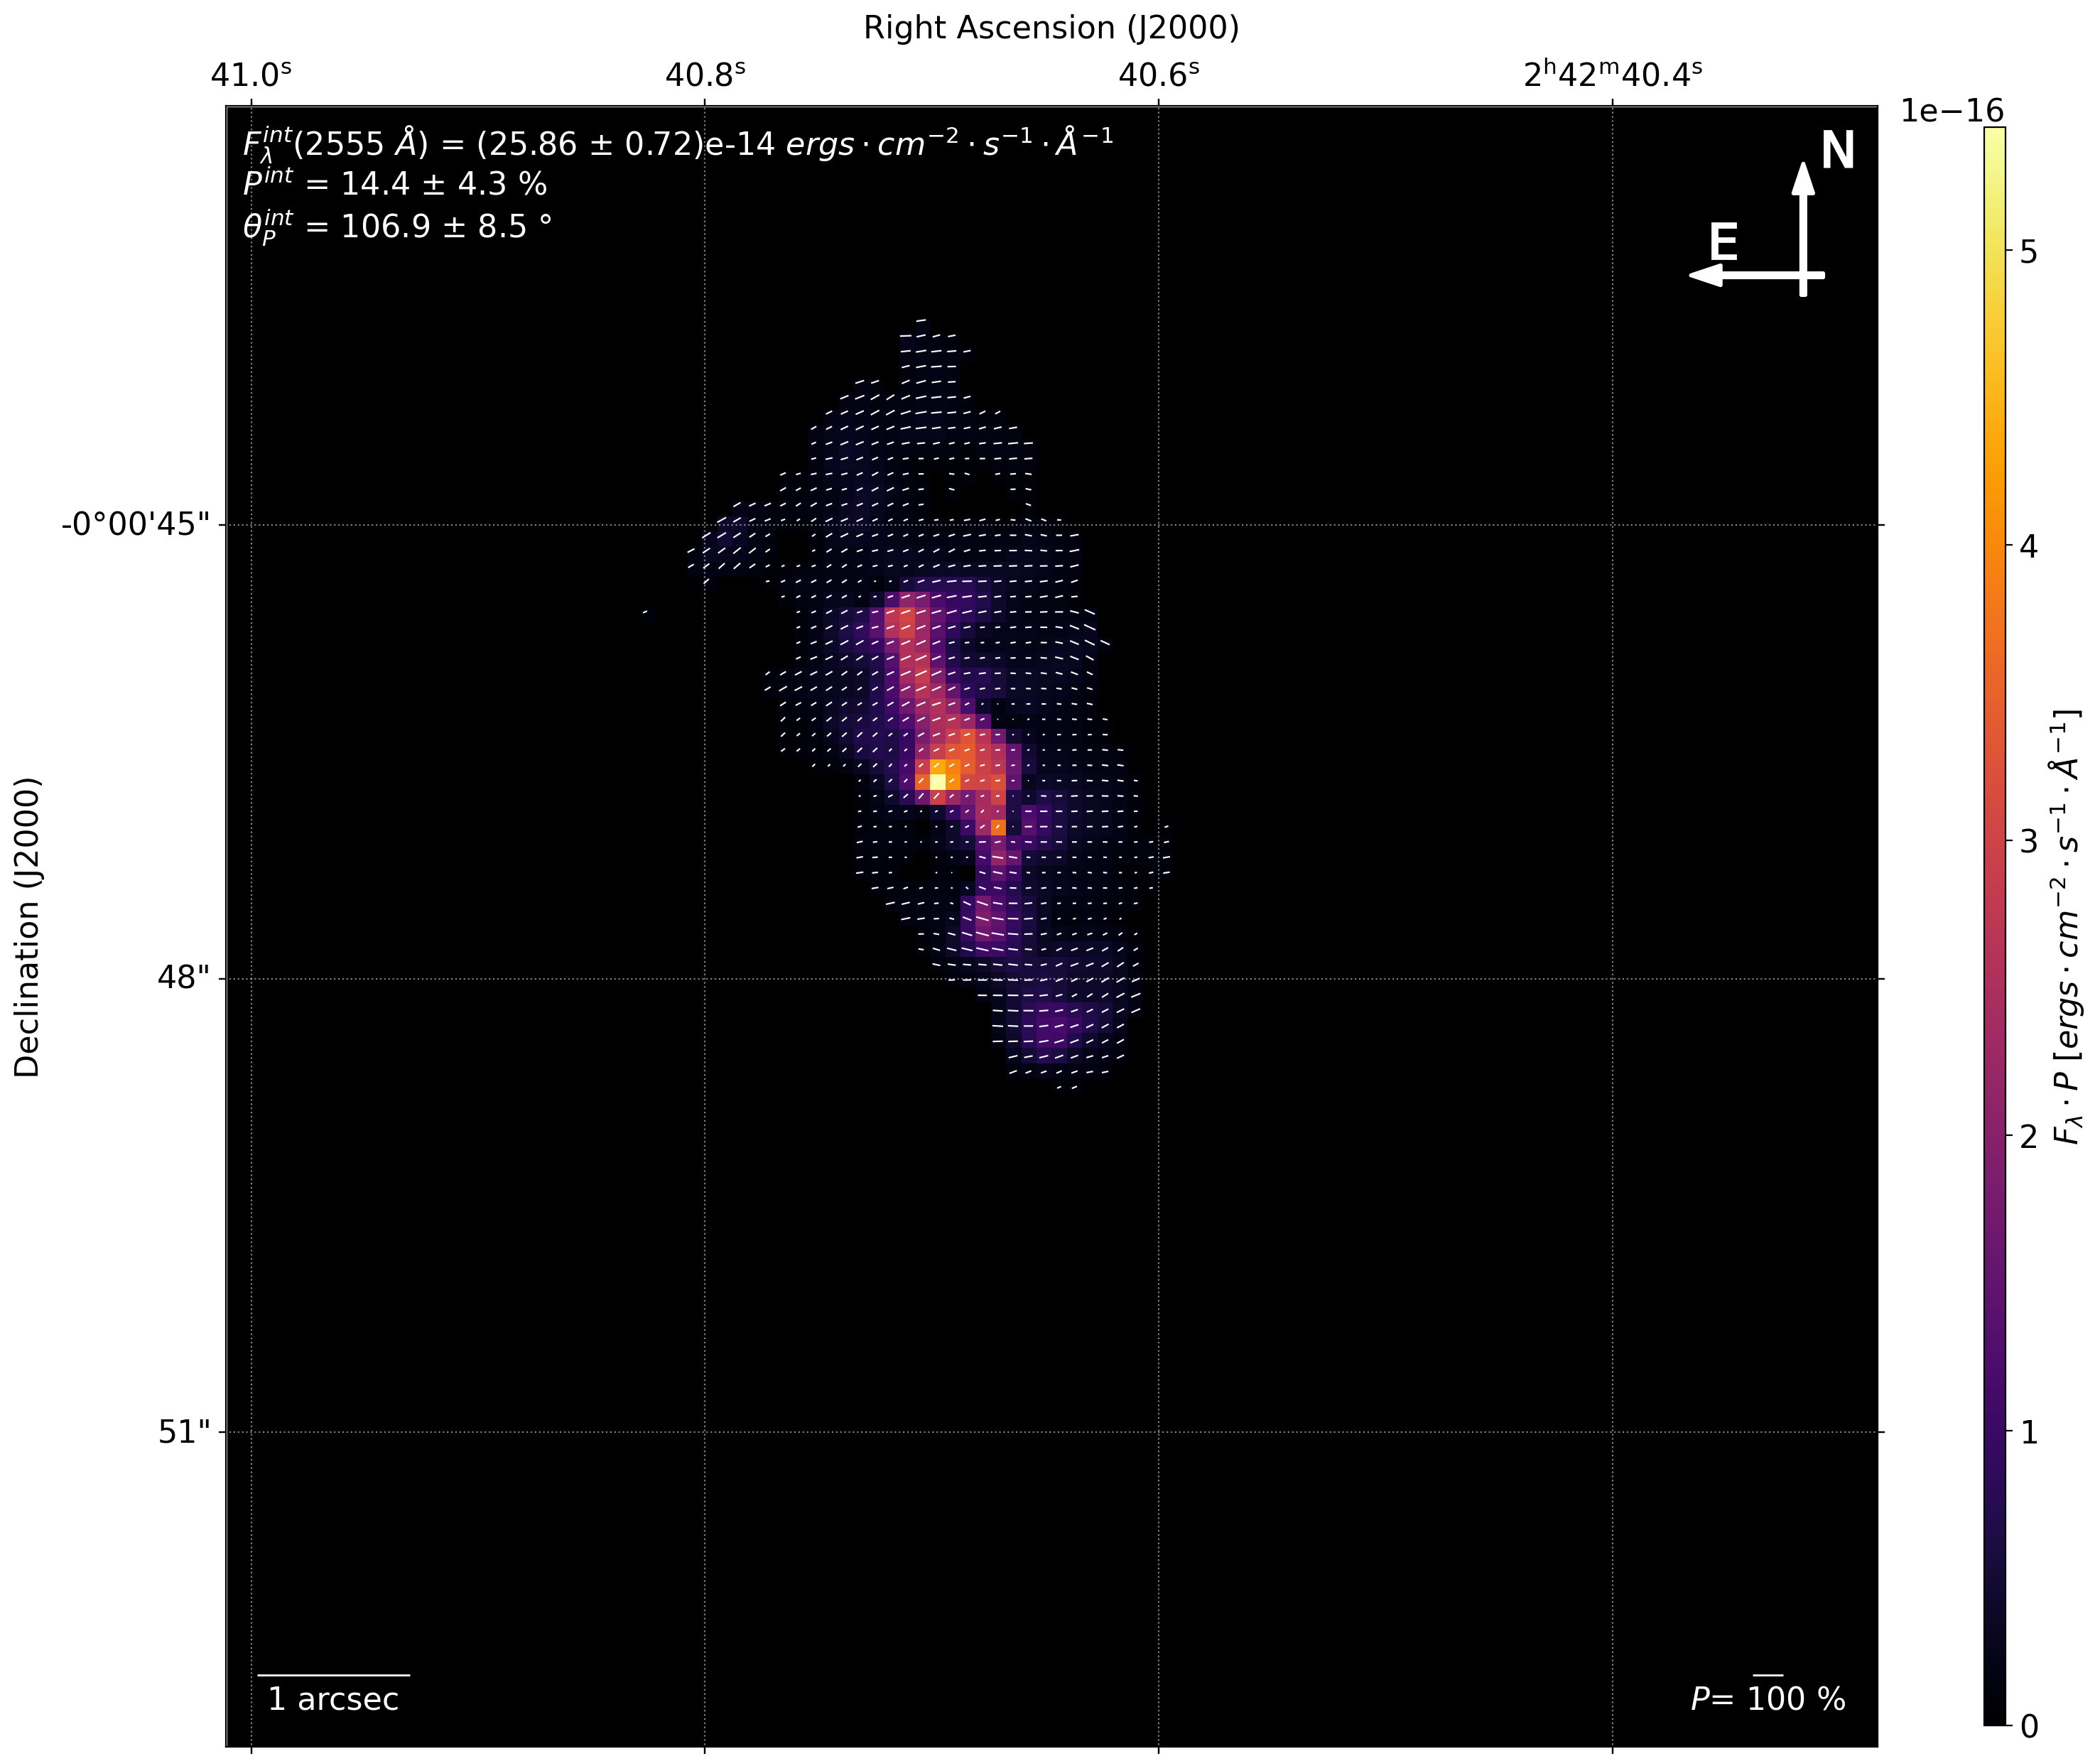 Right Ascension (J2000)
41.0ˢ 40.8ˢ 40.6ˢ 2ʰ42ᵐ40.4ˢ
1e−16
F_λ^int(2555 Å) = (25.86 ± 0.72)e-14 ergs · cm⁻² · s⁻¹ · Å⁻¹
P^int = 14.4 ± 4.3 %
θ_P^int = 106.9 ± 8.5 °
N
E
-0°00'45"
48"
51"
Declination (J2000)
5
4
3
2
1
0
F_λ · P [ergs · cm⁻² · s⁻¹ · Å⁻¹]
1 arcsec
P= 100 %